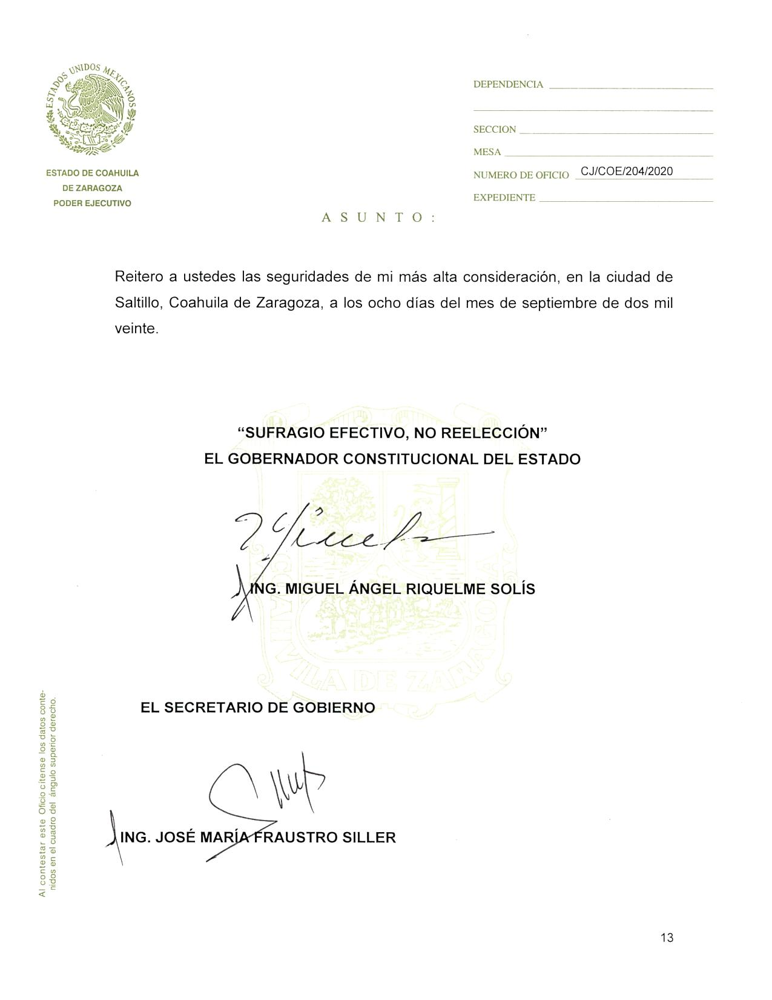 ESTADOS UNIDOS MEXICANOS
ESTADO DE COAHUILA
DE ZARAGOZA
PODER EJECUTIVO
DEPENDENCIA
SECCION
MESA
NUMERO DE OFICIO CJ/COE/204/2020
EXPEDIENTE
A S U N T O :
Reitero a ustedes las seguridades de mi más alta consideración, en la ciudad de
Saltillo, Coahuila de Zaragoza, a los ocho días del mes de septiembre de dos mil
veinte.
“SUFRAGIO EFECTIVO, NO REELECCIÓN”
EL GOBERNADOR CONSTITUCIONAL DEL ESTADO
ING. MIGUEL ÁNGEL RIQUELME SOLÍS
COAHVILA DE ZARAGOZA
EL SECRETARIO DE GOBIERNO
ING. JOSÉ MARÍA FRAUSTRO SILLER
Al contestar este Oficio cítense los datos conte-
nidos en el cuadro del ángulo superior derecho.
13